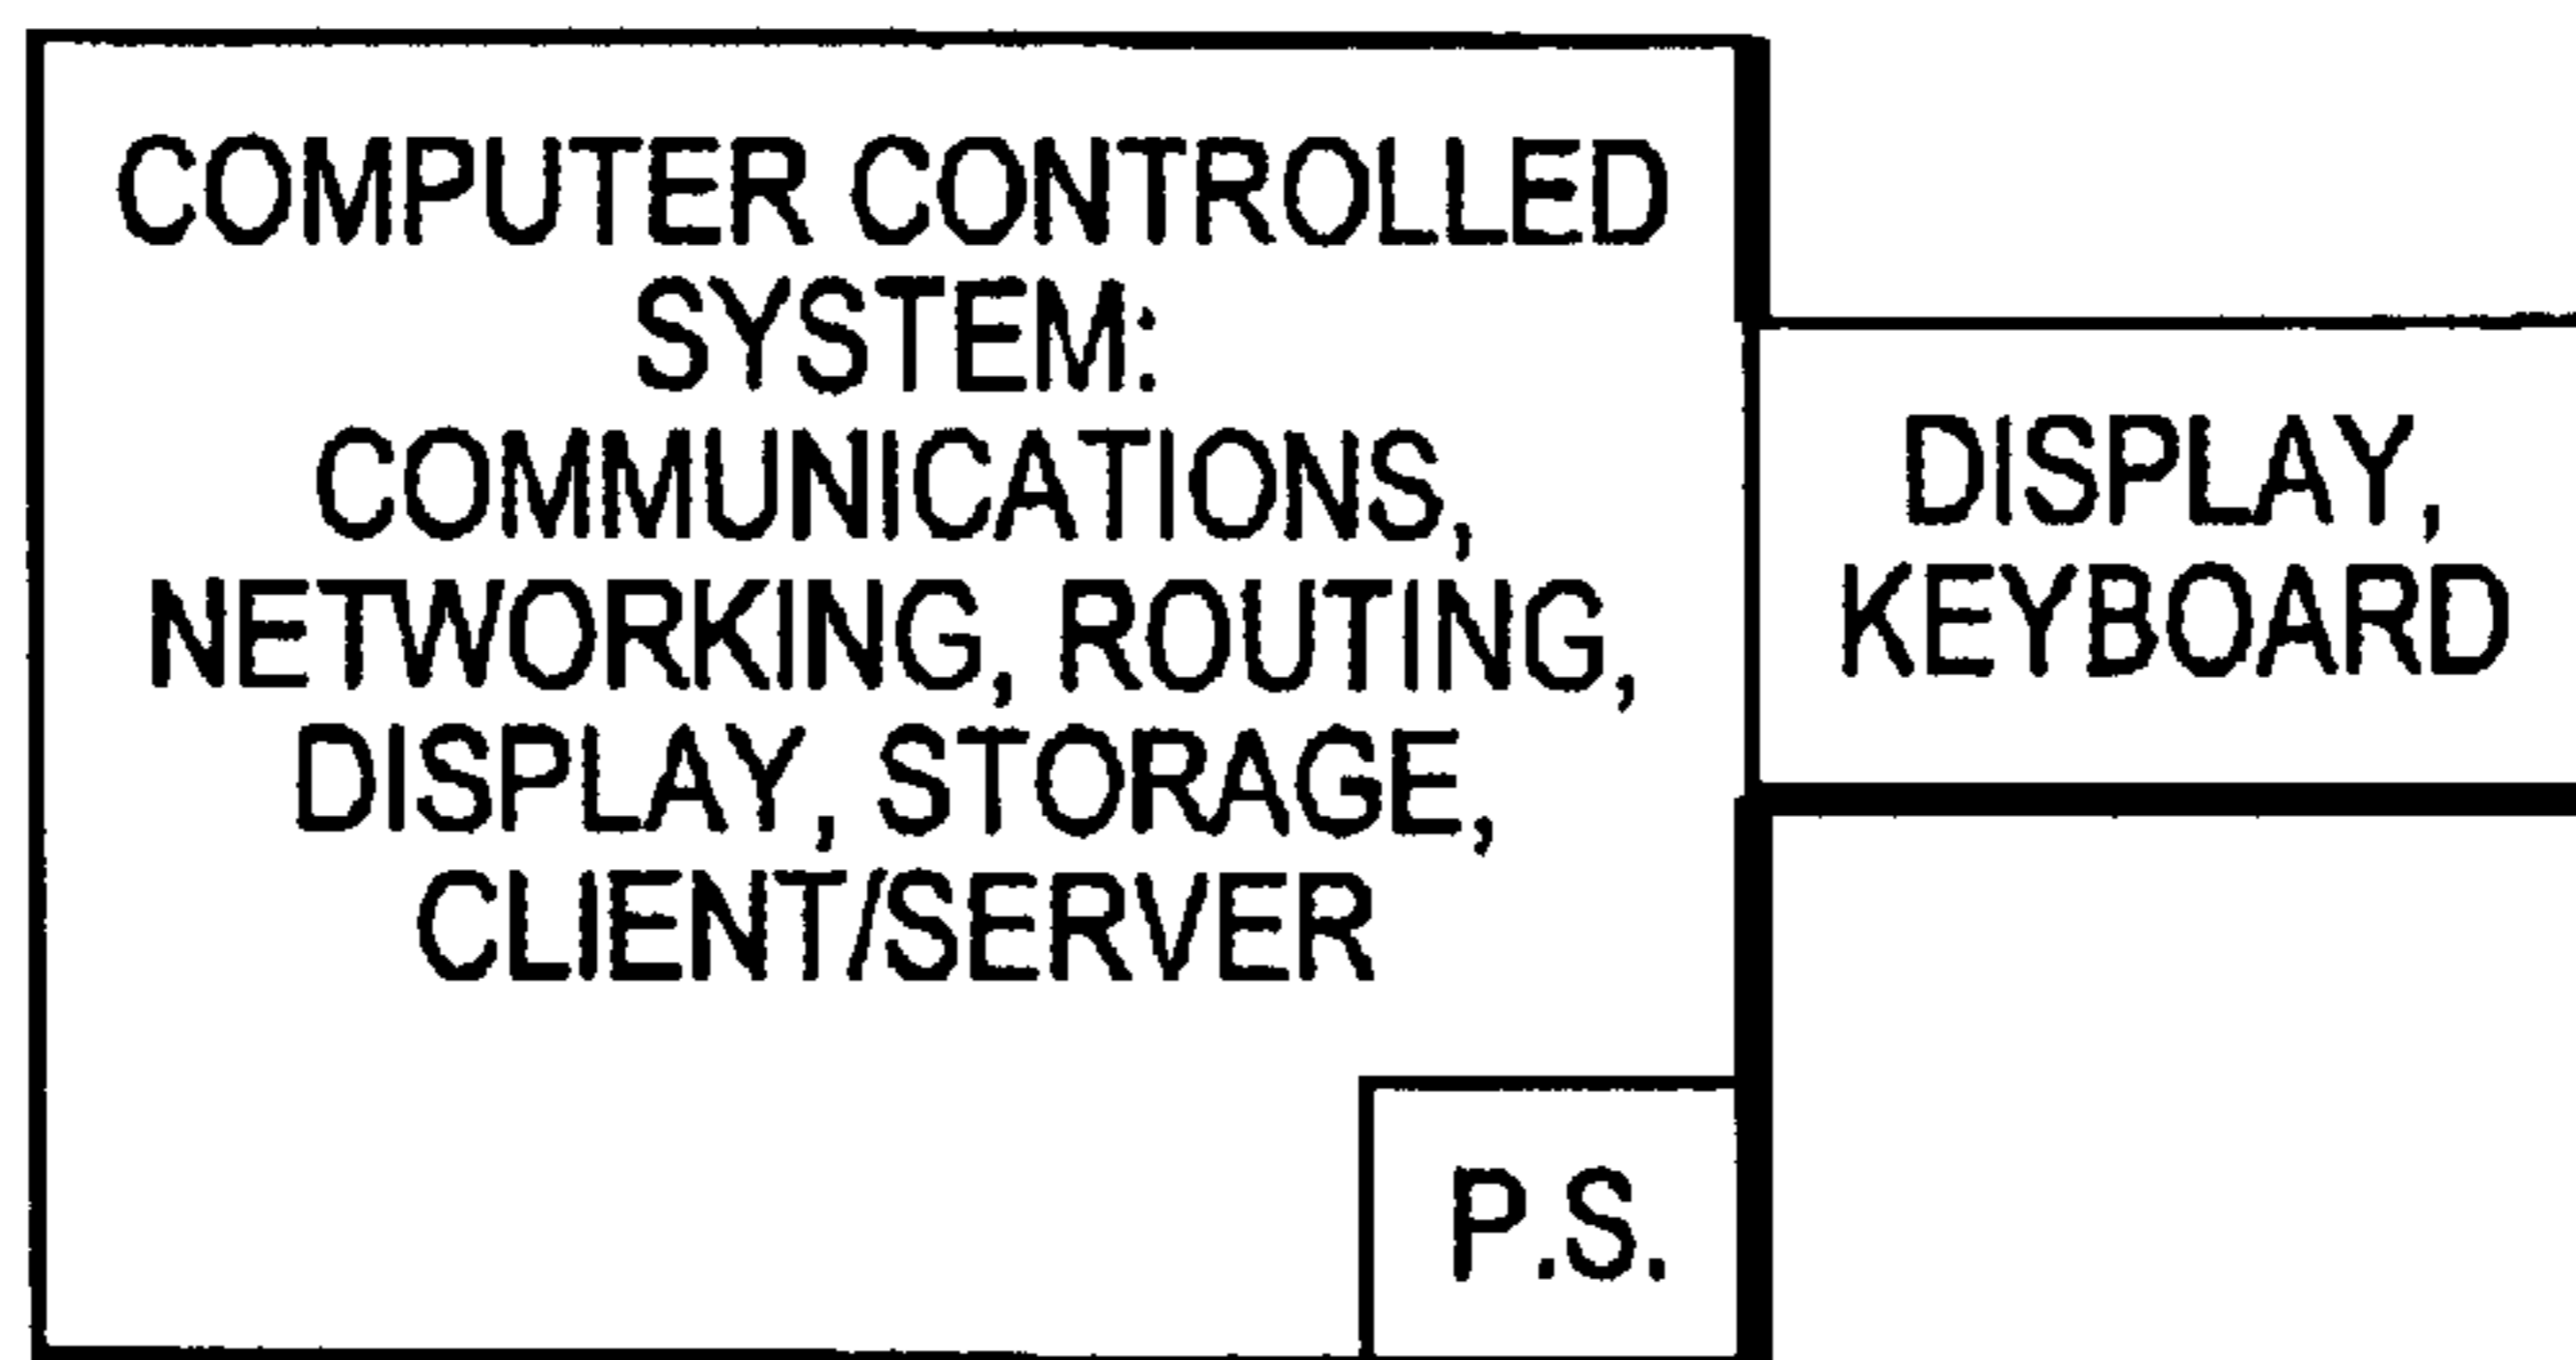 COMPUTER CONTROLLED
SYSTEM:
COMMUNICATIONS,
NETWORKING, ROUTING,
DISPLAY, STORAGE,
CLIENT/SERVER
P.S.
DISPLAY,
KEYBOARD